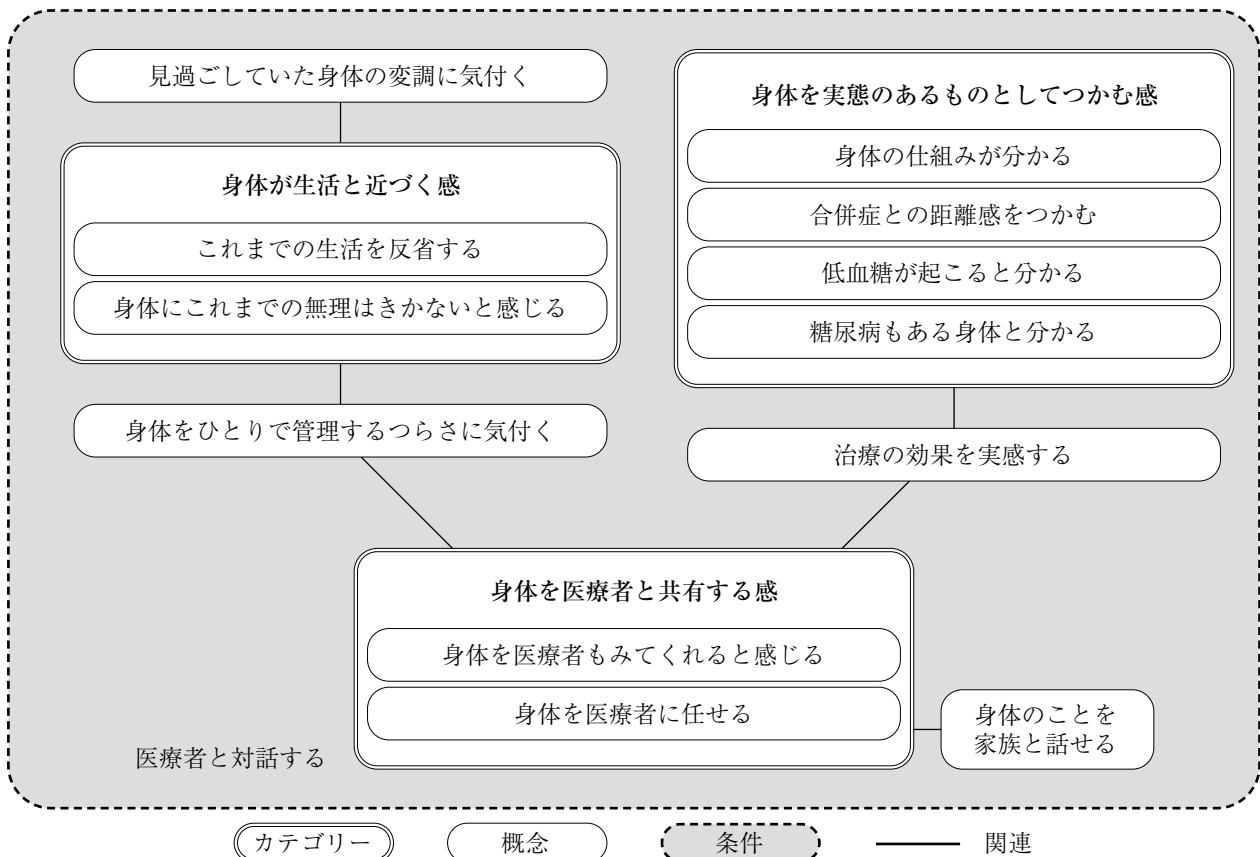 見過ごしていた身体の変調に気付く
身体が生活と近づく感
これまでの生活を反省する
身体にこれまでの無理はきかないと感じる
身体をひとりで管理するつらさに気付く
身体を実態のあるものとしてつかむ感
身体の仕組みが分かる
合併症との距離感をつかむ
低血糖が起こると分かる
糖尿病もある身体と分かる
治療の効果を実感する
身体を医療者と共有する感
身体を医療者もみてくれると感じる
身体を医療者に任せる
身体のことを
家族と話せる
医療者と対話する
カテゴリー
概念
条件
関連